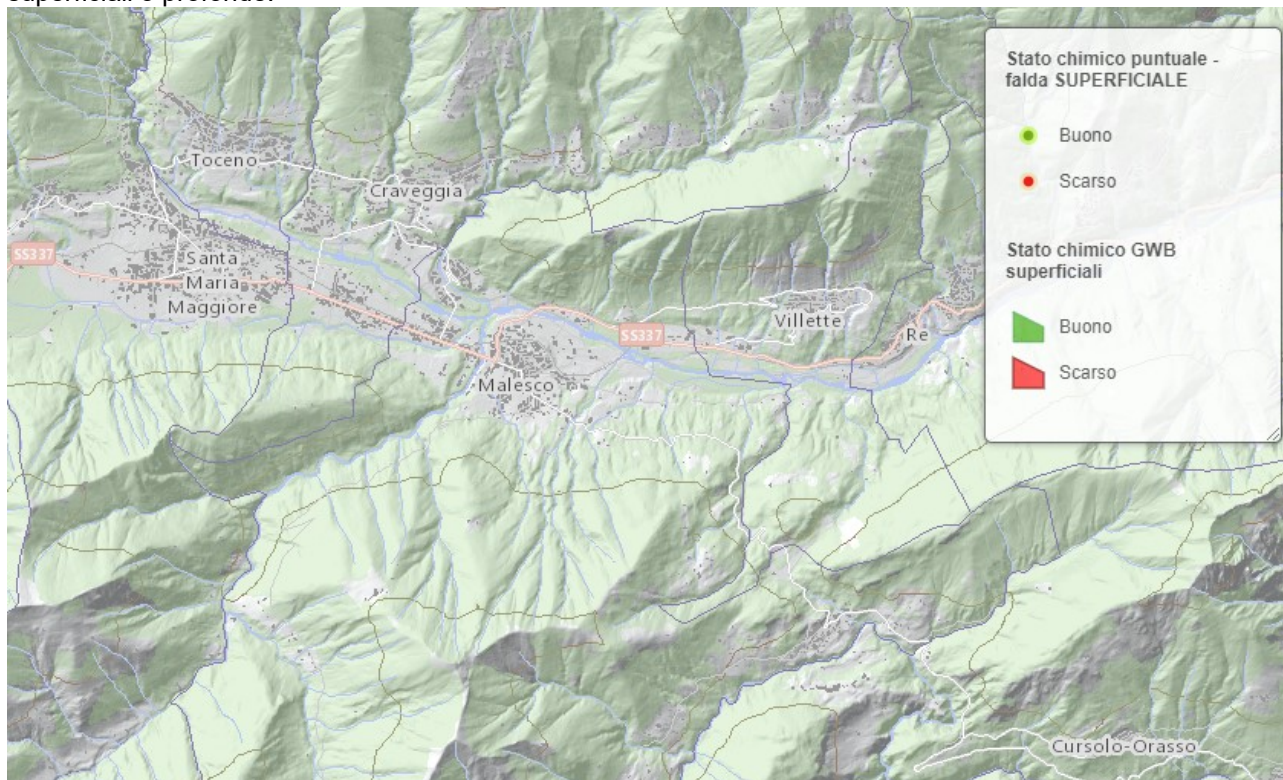 superficiali e profonde.
Stato chimico puntuale -
falda SUPERFICIALE
Buono
Scarso
Stato chimico GWB
superficiali
Buono
Scarso
Toceno
Craveggia
SS337
Santa
Maria
Maggiore
SS337
Villette
Re
Malesco
Cursolo-Orasso